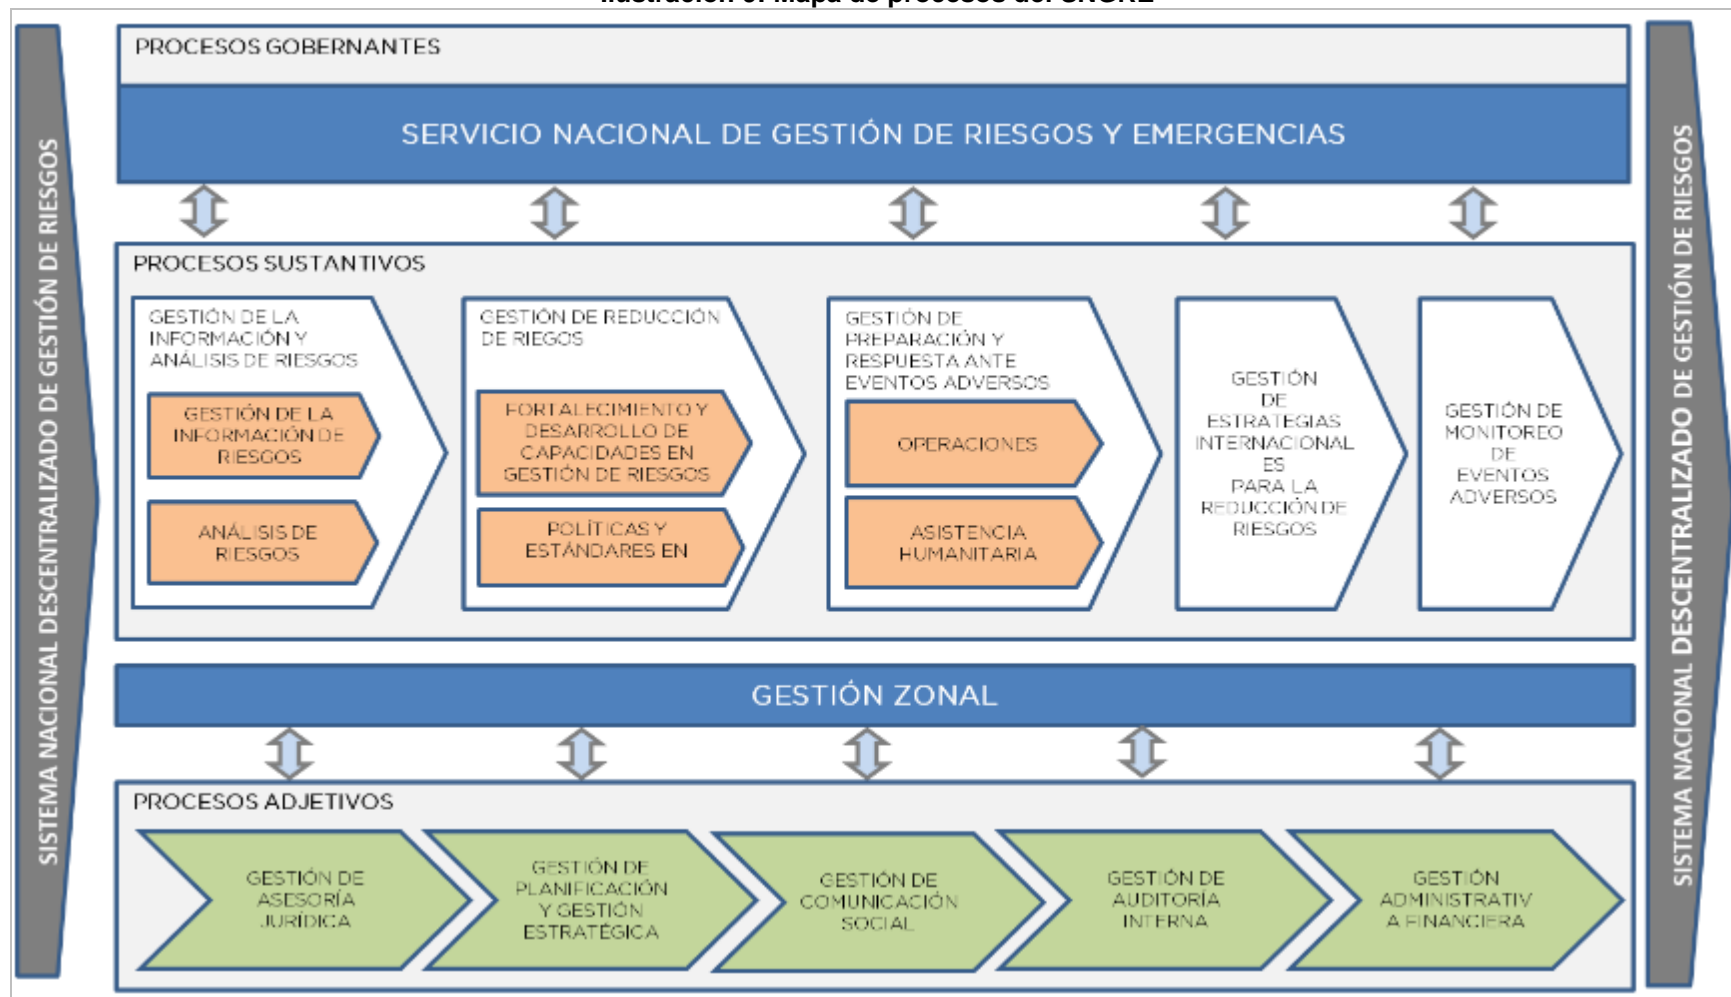 SISTEMA NACIONAL DESCENTRALIZADO DE GESTIÓN DE RIESGOS
PROCESOS GOBERNANTES
SERVICIO NACIONAL DE GESTIÓN DE RIESGOS Y EMERGENCIAS
PROCESOS SUSTANTIVOS
GESTIÓN DE LA
INFORMACIÓN Y
ANÁLISIS DE RIESGOS
GESTIÓN DE LA
INFORMACIÓN DE
RIESGOS
ANÁLISIS DE
RIESGOS
GESTIÓN DE REDUCCIÓN
DE RIEGOS
FORTALECIMIENTO Y
DESARROLLO DE
CAPACIDADES EN
GESTIÓN DE RIESGOS
POLÍTICAS Y
ESTÁNDARES EN
GESTIÓN DE
PREPARACIÓN Y
RESPUESTA ANTE
EVENTOS ADVERSOS
OPERACIONES
ASISTENCIA
HUMANITARIA
GESTIÓN
DE
ESTRATEGIAS
INTERNACIONAL
ES
PARA LA
REDUCCIÓN DE
RIESGOS
GESTIÓN DE
MONITOREO
DE
EVENTOS
ADVERSOS
GESTIÓN ZONAL
PROCESOS ADJETIVOS
GESTIÓN DE
ASESORÍA
JURÍDICA
GESTIÓN DE
PLANIFICACIÓN
Y GESTIÓN
ESTRATÉGICA
GESTIÓN DE
COMUNICACIÓN
SOCIAL
GESTIÓN DE
AUDITORÍA
INTERNA
GESTIÓN
ADMINISTRATIV
A FINANCIERA
SISTEMA NACIONAL DESCENTRALIZADO DE GESTIÓN DE RIESGOS